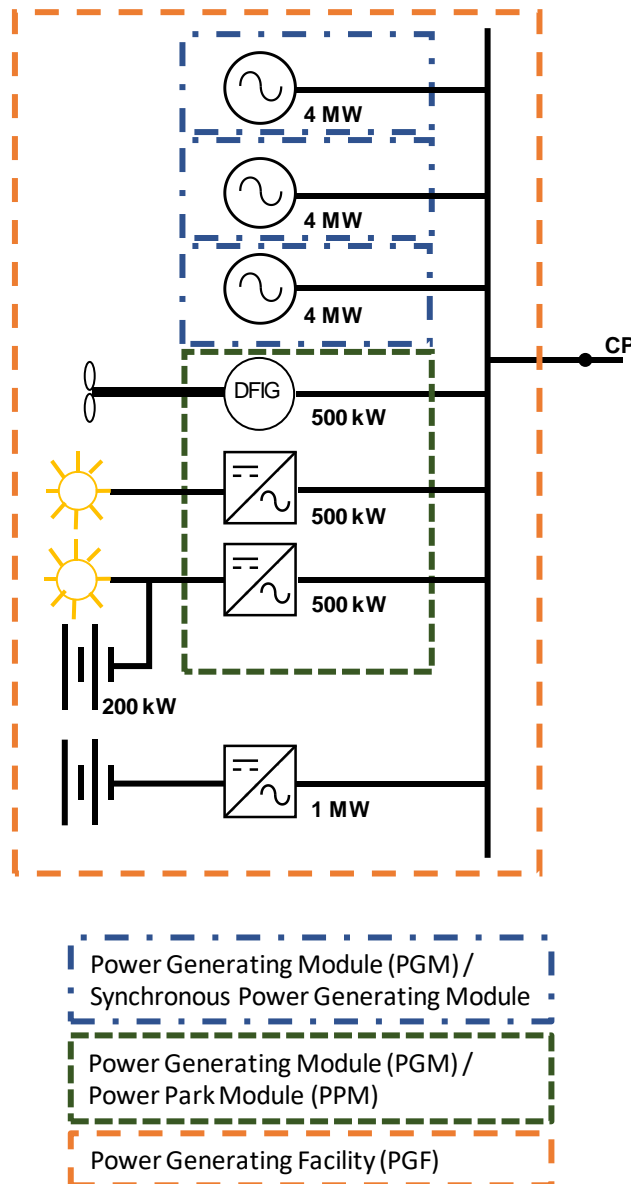 4 MW
4 MW
4 MW
CP
DFIG
500 kW
500 kW
500 kW
200 kW
1 MW
Power Generating Module (PGM) /
Synchronous Power Generating Module
Power Generating Module (PGM) /
Power Park Module (PPM)
Power Generating Facility (PGF)